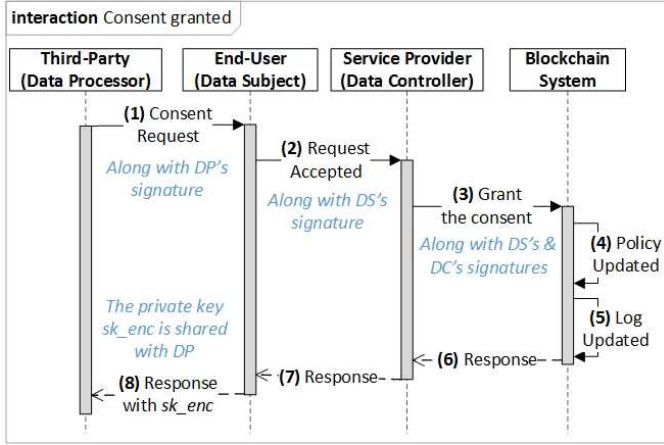 interaction Consent granted
Third-Party
(Data Processor)
End-User
(Data Subject)
Service Provider
(Data Controller)
Blockchain
System
(1) Consent
Request
Along with DP's
signature
(2) Request
Accepted
Along with DS's
signature
(3) Grant
the consent
Along with DS's &
DC's signatures
(4) Policy
Updated
(5) Log
Updated
(6) Response
(7) Response
The private key
sk_enc is shared
with DP
(8) Response
with sk_enc